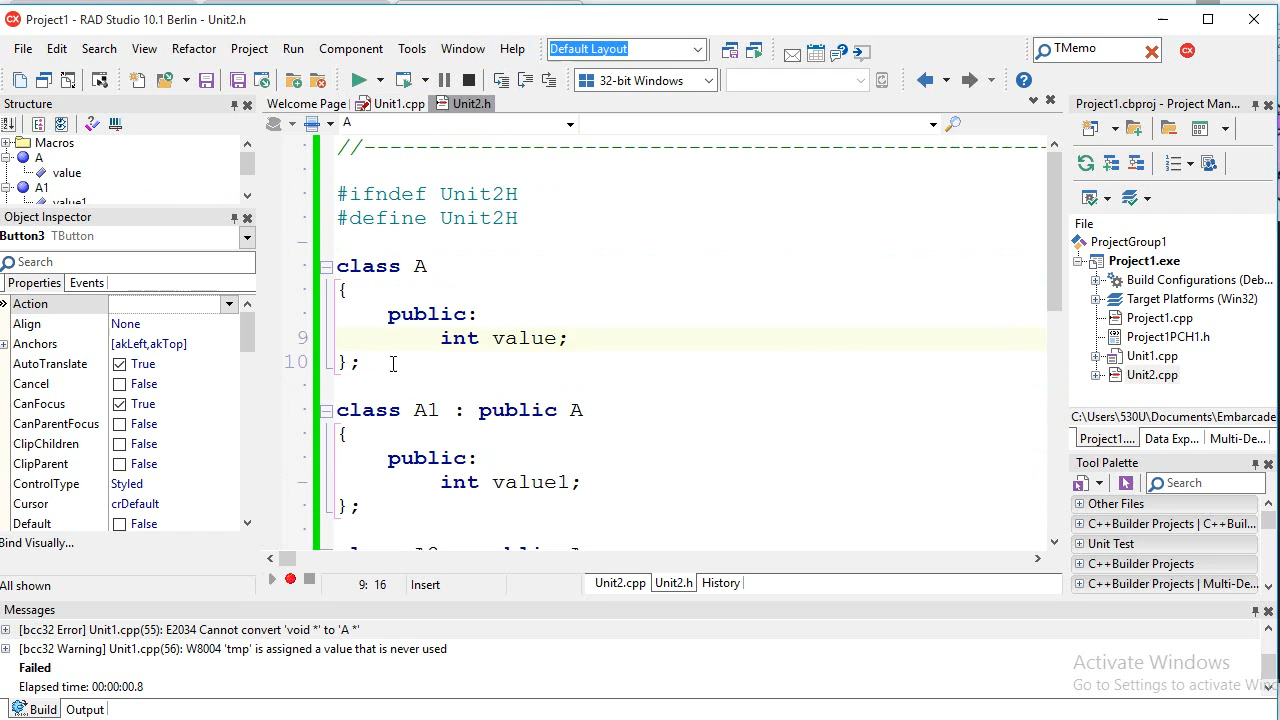 Project1 - RAD Studio 10.1 Berlin - Unit2.h
File Edit Search View Refactor Project Run Component Tools Window Help
Default Layout
TMemo
32-bit Windows
Structure
Macros
A
value
A1
value1
Object Inspector
Button3 TButton
Search
Properties Events
Action
Align None
Anchors [akLeft,akTop]
AutoTranslate True
Cancel False
CanFocus True
CanParentFocus False
ClipChildren False
ClipParent False
ControlType Styled
Cursor crDefault
Default False
Bind Visually...
All shown
Welcome Page Unit1.cpp Unit2.h
A
//-----------------------------------------------------
#ifndef Unit2H
#define Unit2H
class A
{
public:
9 int value;
10 };
class A1 : public A
{
public:
int value1;
};
9: 16 Insert
Unit2.cpp Unit2.h History
Project1.cbproj - Project Man...
File
ProjectGroup1
Project1.exe
Build Configurations (Deb...
Target Platforms (Win32)
Project1.cpp
Project1PCH1.h
Unit1.cpp
Unit2.cpp
C:\Users\530U\Documents\Embarcade
Project1.... Data Exp... Multi-De...
Tool Palette
Search
Other Files
C++Builder Projects | C++Buil...
Unit Test
C++Builder Projects
C++Builder Projects | Multi-De...
Messages
[bcc32 Error] Unit1.cpp(55): E2034 Cannot convert 'void *' to 'A *'
[bcc32 Warning] Unit1.cpp(56): W8004 'tmp' is assigned a value that is never used
Failed
Elapsed time: 00:00:00.8
Build Output
Activate Windows
Go to Settings to activate Win